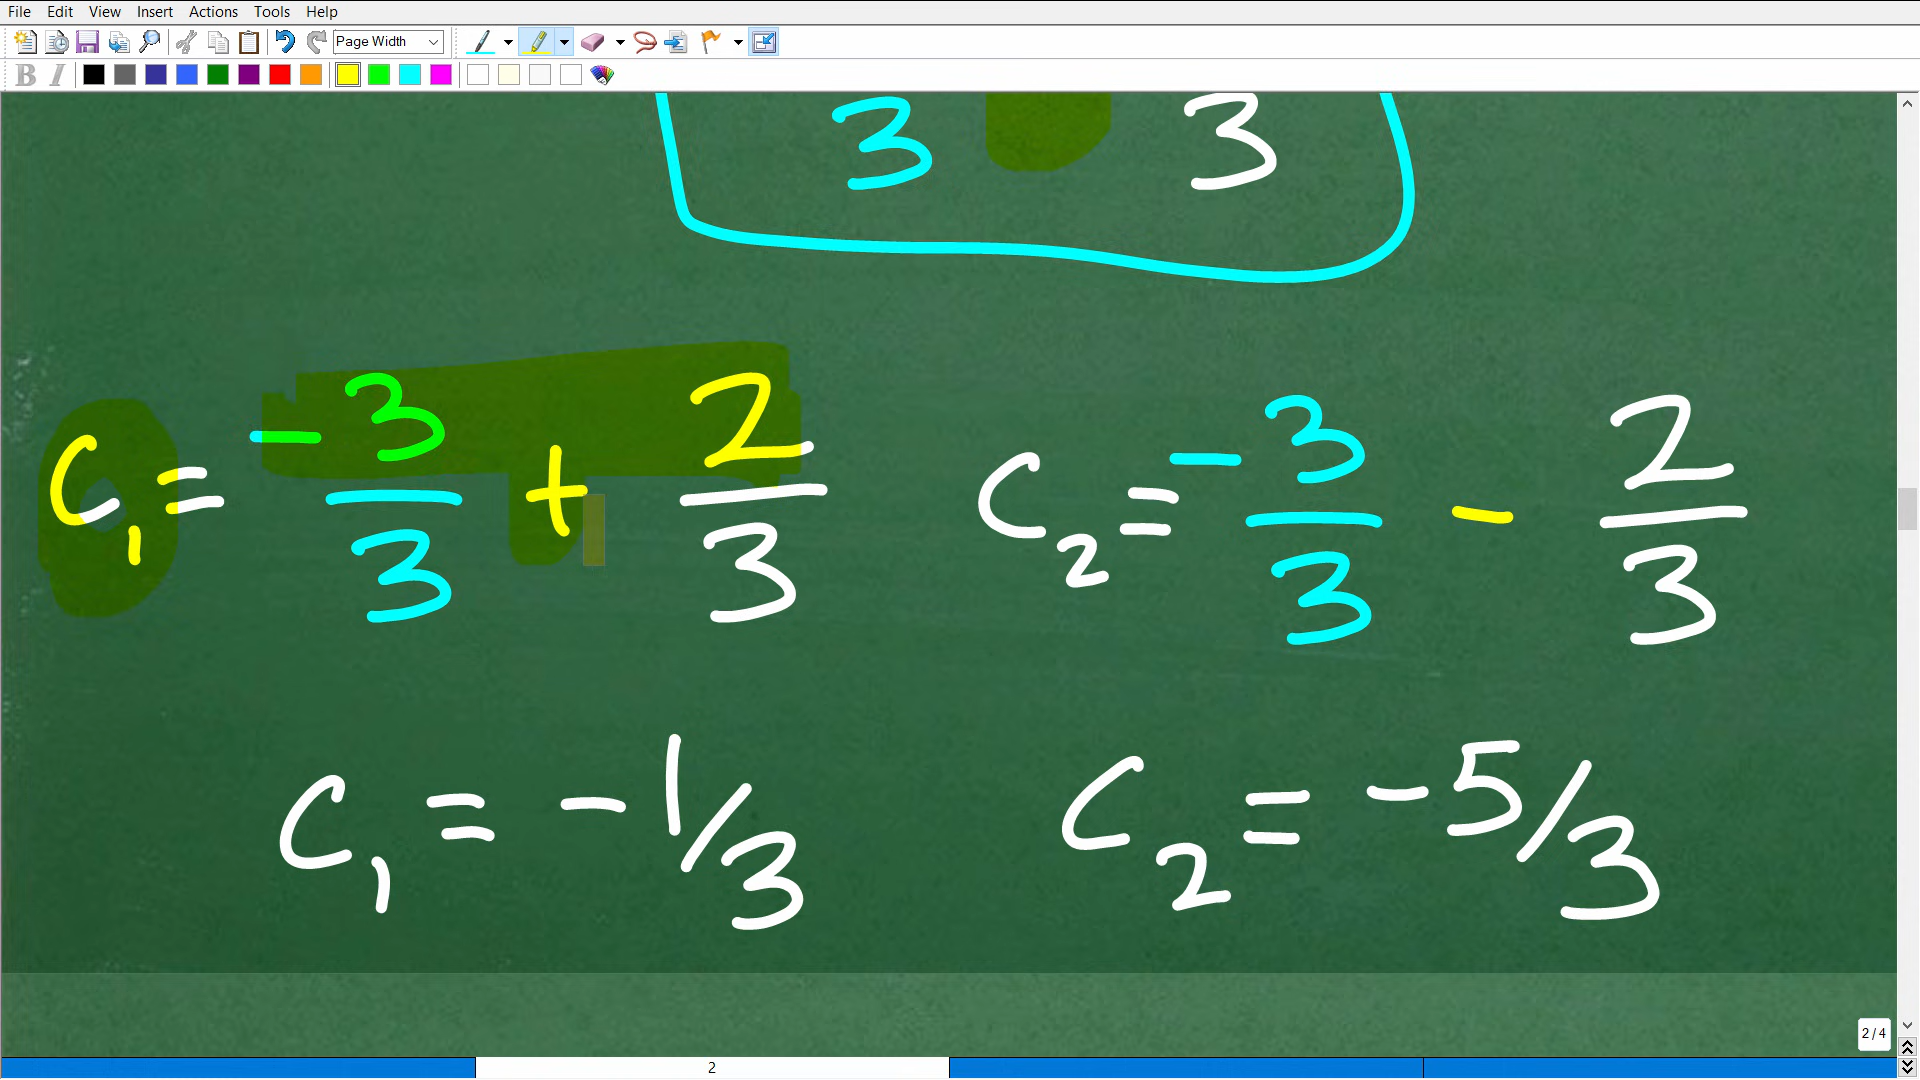 File Edit View Insert Actions Tools Help
Page Width
B I
3 3
C₁ = -3/3 + 2/3 C₂ = -3/3 - 2/3
C₁ = -1/3 C₂ = -5/3
2 / 4
2